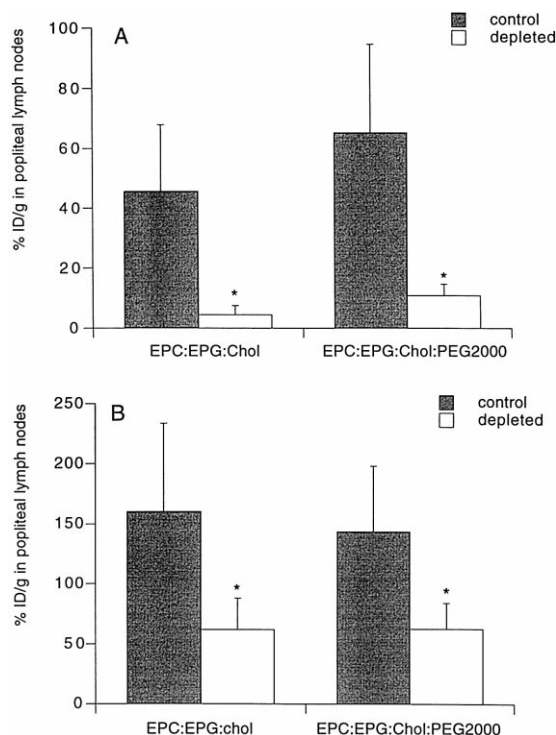 A
control
depleted
% ID/g in popliteal lymph nodes
100
80
60
40
20
0
*
*
EPC:EPG:Chol
EPC:EPG:Chol:PEG2000
B
control
depleted
% ID/g in popliteal lymph nodes
250
200
150
100
50
0
*
*
EPC:EPG:chol
EPC:EPG:Chol:PEG2000